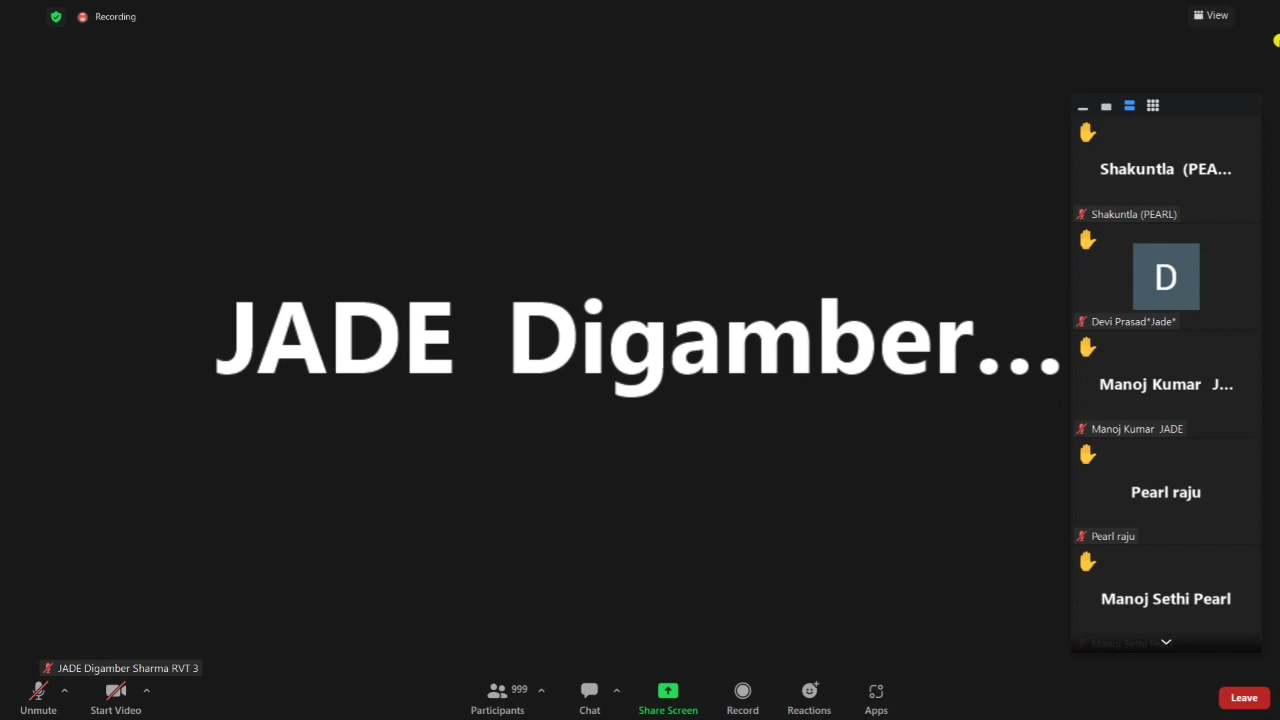 Recording
View
Shakuntla (PEA...
Shakuntla (PEARL)
D
Devi Prasad*Jade*
Manoj Kumar J...
Manoj Kumar JADE
Pearl raju
Pearl raju
Manoj Sethi Pearl
JADE Digamber...
JADE Digamber Sharma RVT 3
Unmute
Start Video
999
Participants
Chat
Share Screen
Record
Reactions
Apps
Leave